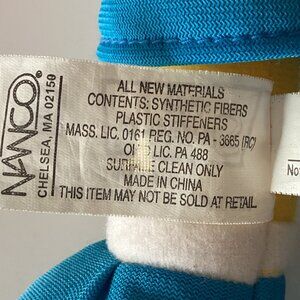 NANCO®
CHELSEA, MA 02150
ALL NEW MATERIALS
CONTENTS: SYNTHETIC FIBERS
PLASTIC STIFFENERS
MASS. LIC. 0161 REG. NO. PA - 3665 (RC)
OHIO LIC. PA 488
SURFACE CLEAN ONLY
MADE IN CHINA
THIS ITEM MAY NOT BE SOLD AT RETAIL.